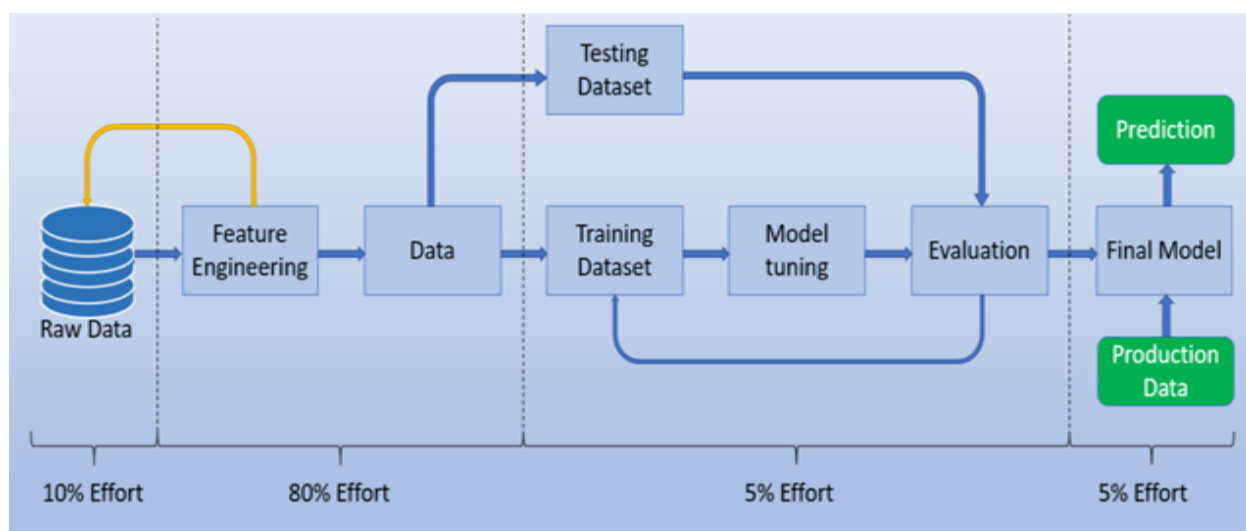 Testing
Dataset
Prediction
Feature
Engineering
Data
Training
Dataset
Model
tuning
Evaluation
Final Model
Raw Data
Production
Data
10% Effort
80% Effort
5% Effort
5% Effort